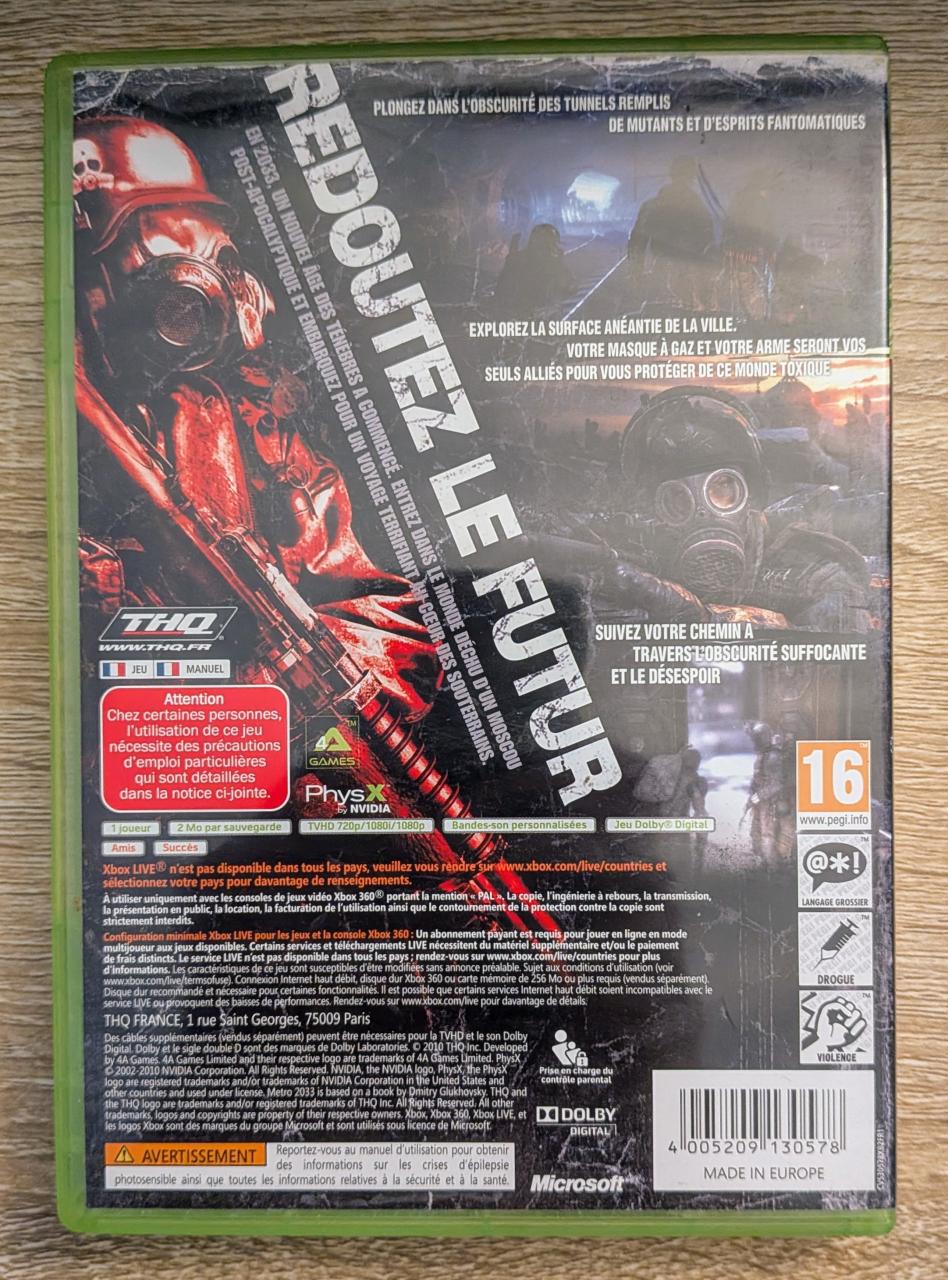 PLONGEZ DANS L'OBSCURITÉ DES TUNNELS REMPLIS
DE MUTANTS ET D'ESPRITS FANTOMATIQUES
REDOUTEZ LE FUTUR
EN 2033, UN NOUVEL ÂGE DES TÉNÈBRES A COMMENCÉ. ENTREZ DANS LE MONDE DÉCHU D'UN MOSCOU
POST-APOCALYPTIQUE ET EMBARQUEZ POUR UN VOYAGE TERRIFIANT AU CŒUR DES SOUTERRAINS.
EXPLOREZ LA SURFACE ANÉANTIE DE LA VILLE.
VOTRE MASQUE À GAZ ET VOTRE ARME SERONT VOS
SEULS ALLIÉS POUR VOUS PROTÉGER DE CE MONDE TOXIQUE
SUIVEZ VOTRE CHEMIN À
TRAVERS L'OBSCURITÉ SUFFOCANTE
ET LE DÉSESPOIR
THQ
WWW.THQ.FR
JEU MANUEL
Attention
Chez certaines personnes,
l'utilisation de ce jeu
nécessite des précautions
d'emploi particulières
qui sont détaillées
dans la notice ci-jointe.
4A GAMES™
PhysX
by NVIDIA
16
www.pegi.info
@*!
LANGAGE GROSSIER
DROGUE
VIOLENCE
1 joueur 2 Mo par sauvegarde TVHD 720p/1080i/1080p Bandes-son personnalisées Jeu Dolby® Digital
Amis Succès
Xbox LIVE® n'est pas disponible dans tous les pays, veuillez vous rendre sur www.xbox.com/live/countries et
sélectionnez votre pays pour davantage de renseignements.
À utiliser uniquement avec les consoles de jeux vidéo Xbox 360® portant la mention « PAL ». La copie, l'ingénierie à rebours, la transmission,
la présentation en public, la location, la facturation de l'utilisation ainsi que le contournement de la protection contre la copie sont
strictement interdits.
Configuration minimale Xbox LIVE pour les jeux et la console Xbox 360 : Un abonnement payant est requis pour jouer en ligne en mode
multijoueur aux jeux disponibles. Certains services et téléchargements LIVE nécessitent du matériel supplémentaire et/ou le paiement
de frais distincts. Le service LIVE n'est pas disponible dans tous les pays ; rendez-vous sur www.xbox.com/live/countries pour plus
d'informations. Les caractéristiques de ce jeu sont susceptibles d'être modifiées sans annonce préalable. Sujet aux conditions d'utilisation (voir
www.xbox.com/live/termsofuse). Connexion Internet haut débit, disque dur Xbox 360 ou carte mémoire de 256 Mo ou plus requis (vendus séparément).
Disque dur recommandé et nécessaire pour certaines fonctionnalités. Il est possible que certains services Internet haut débit soient incompatibles avec le
service LIVE ou provoquent des baisses de performances. Rendez-vous sur www.xbox.com/live pour davantage de détails.
THQ FRANCE, 1 rue Saint Georges, 75009 Paris
Des câbles supplémentaires (vendus séparément) peuvent être nécessaires pour la TVHD et le son Dolby
Digital. Dolby et le sigle double D sont des marques de Dolby Laboratories. © 2010 THQ Inc. Developed
by 4A Games. 4A Games Limited and their respective logo are trademarks of 4A Games Limited. PhysX
© 2002-2010 NVIDIA Corporation. All Rights Reserved. NVIDIA, the NVIDIA logo, PhysX, the PhysX
logo are registered trademarks and/or trademarks of NVIDIA Corporation in the United States and
other countries and used under license. Metro 2033 is based on a book by Dmitry Glukhovsky. THQ and
the THQ logo are trademarks and/or registered trademarks of THQ Inc. All Rights Reserved. All other
trademarks, logos and copyrights are property of their respective owners. Xbox, Xbox 360, Xbox LIVE, et
les logos Xbox sont des marques du groupe Microsoft et sont utilisés sous licence de Microsoft.
Prise en charge du
contrôle parental
DOLBY
DIGITAL
Microsoft
AVERTISSEMENT Reportez-vous au manuel d'utilisation pour obtenir
des informations sur les crises d'épilepsie
photosensible ainsi que toutes les informations relatives à la sécurité et à la santé.
4 005209 130578
MADE IN EUROPE